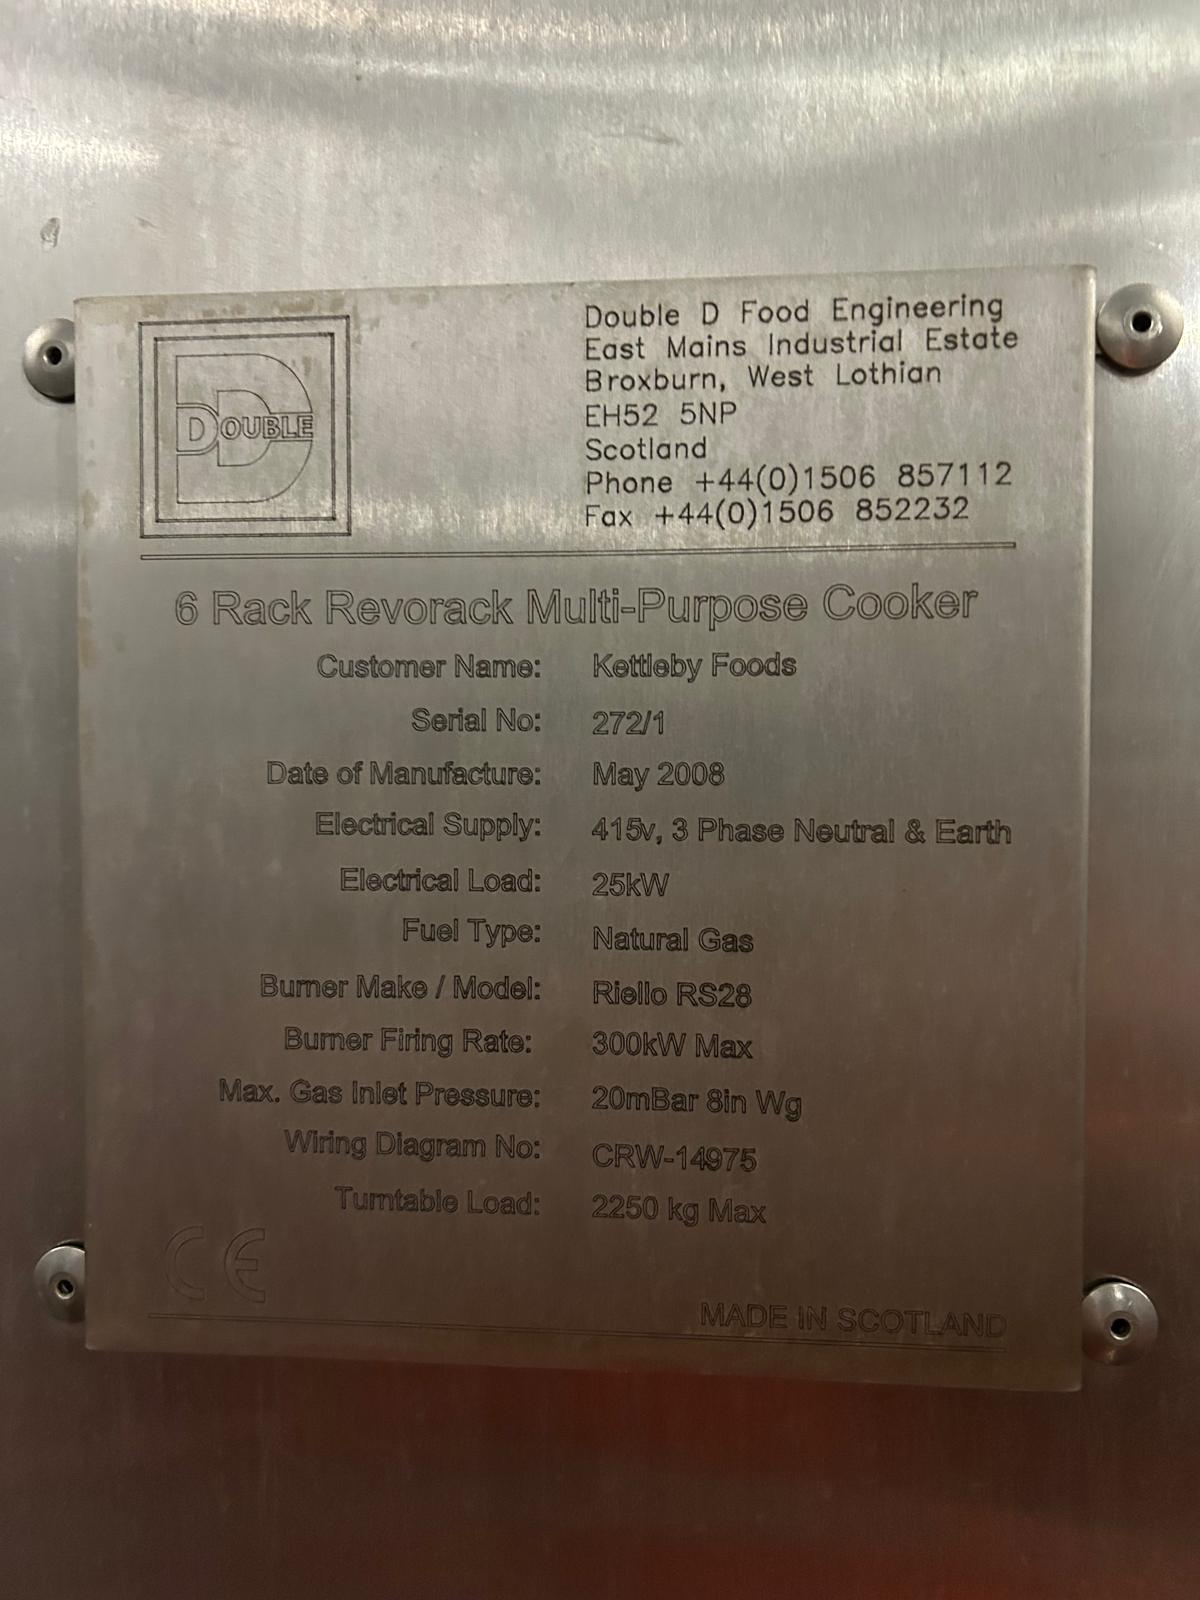 DOUBLE D
Double D Food Engineering
East Mains Industrial Estate
Broxburn, West Lothian
EH52 5NP
Scotland
Phone +44(0)1506 857112
Fax +44(0)1506 852232
6 Rack Revorack Multi-Purpose Cooker
Customer Name: Kettleby Foods
Serial No: 272/1
Date of Manufacture: May 2008
Electrical Supply: 415v, 3 Phase Neutral & Earth
Electrical Load: 25kW
Fuel Type: Natural Gas
Burner Make / Model: Riello RS28
Burner Firing Rate: 300kW Max
Max. Gas Inlet Pressure: 20mBar 8in Wg
Wiring Diagram No: CRW-14975
Turntable Load: 2250 kg Max
CE
MADE IN SCOTLAND